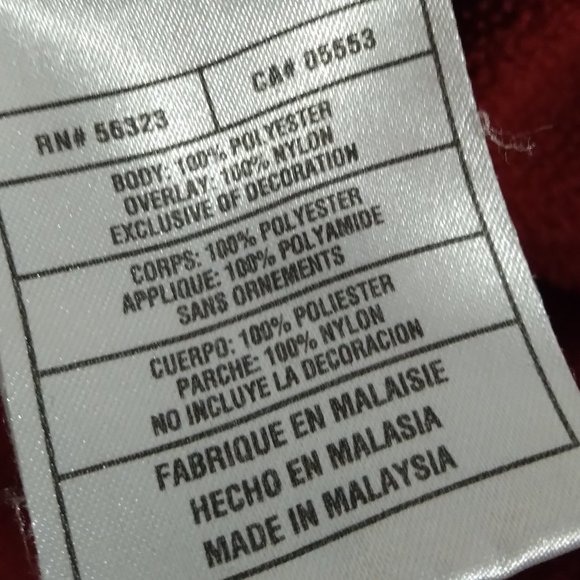 RN# 56323
CA# 05553
BODY: 100% POLYESTER
OVERLAY: 100% NYLON
EXCLUSIVE OF DECORATION
CORPS: 100% POLYESTER
APPLIQUE: 100% POLYAMIDE
SANS ORNEMENTS
CUERPO: 100% POLIESTER
PARCHE: 100% NYLON
NO INCLUYE LA DECORACION
FABRIQUE EN MALAISIE
HECHO EN MALASIA
MADE IN MALAYSIA